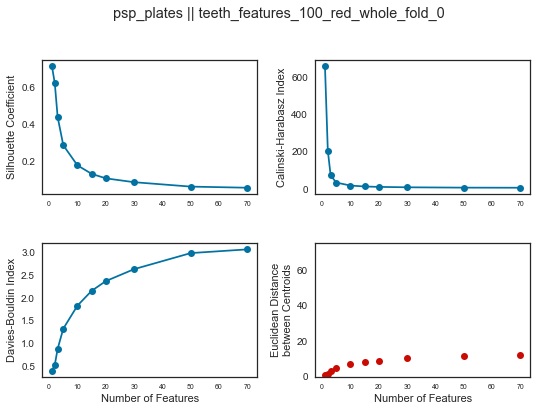 psp_plates || teeth_features_100_red_whole_fold_0
Silhouette Coefficient
0.6
0.4
0.2
0 10 20 30 40 50 60 70
Calinski-Harabasz Index
600
400
200
0
0 10 20 30 40 50 60 70
Davies-Bouldin Index
3.0
2.5
2.0
1.5
1.0
0.5
0 10 20 30 40 50 60 70
Number of Features
Euclidean Distance
between Centroids
60
40
20
0
0 10 20 30 40 50 60 70
Number of Features